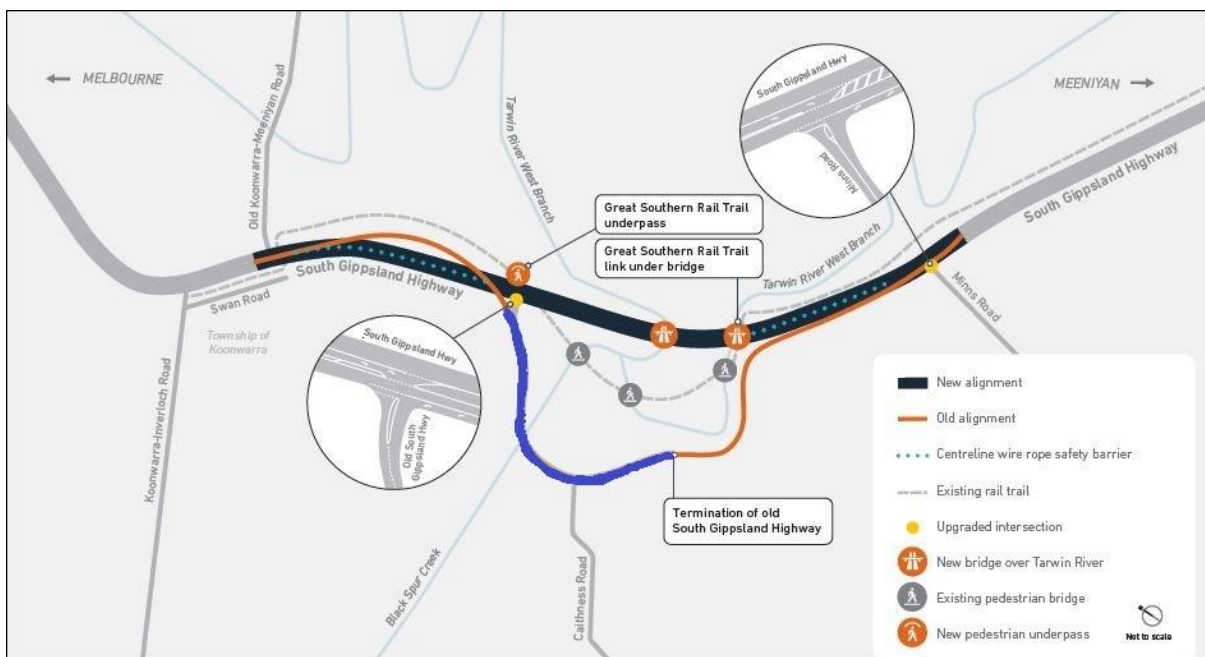 MELBOURNE
MEENIYAN
South Gippsland Hwy
Minns Road
Old Koonwarra-Meeniyan Road
Tarwin River West Branch
Great Southern Rail Trail
underpass
Great Southern Rail Trail
link under bridge
Tarwin River West Branch
South Gippsland Highway
South Gippsland Highway
Swan Road
Township of
Koonwarra
Minns Road
South Gippsland Hwy
Old South
Gippsland Hwy
Koonwarra-Inverloch Road
Termination of old
South Gippsland Highway
Black Spur Creek
Caithness Road
New alignment
Old alignment
Centreline wire rope safety barrier
Existing rail trail
Upgraded intersection
New bridge over Tarwin River
Existing pedestrian bridge
New pedestrian underpass
Not to scale